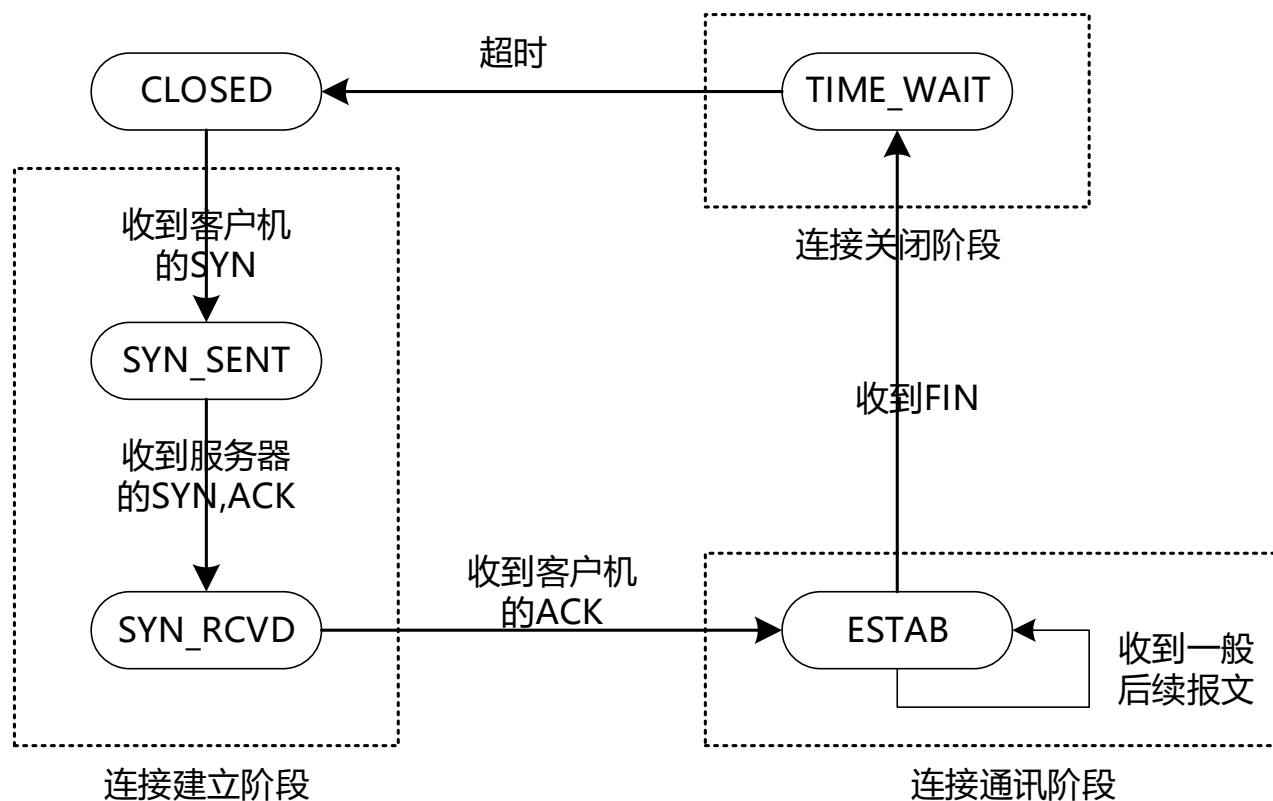 超时
CLOSED
TIME_WAIT
收到客户机
的SYN
连接关闭阶段
SYN_SENT
收到FIN
收到服务器
的SYN,ACK
收到客户机
的ACK
SYN_RCVD
ESTAB
收到一般
后续报文
连接建立阶段
连接通讯阶段